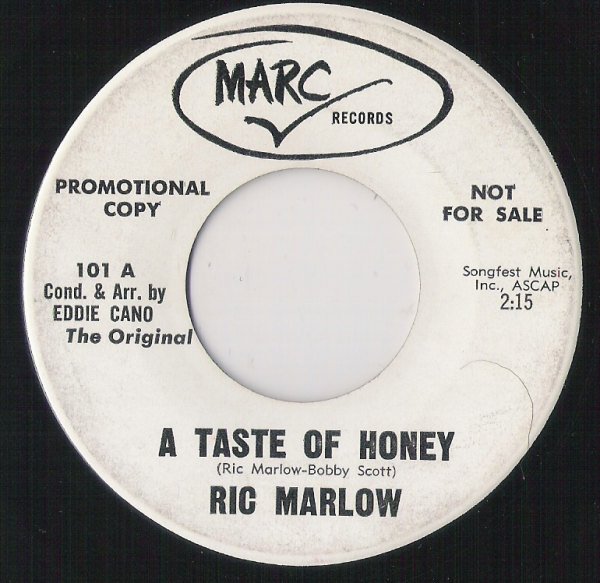 MARC
RECORDS
PROMOTIONAL
COPY
NOT
FOR SALE
101 A
Cond. & Arr. by
EDDIE CANO
The Original
Songfest Music,
Inc., ASCAP
2:15
A TASTE OF HONEY
(Ric Marlow-Bobby Scott)
RIC MARLOW